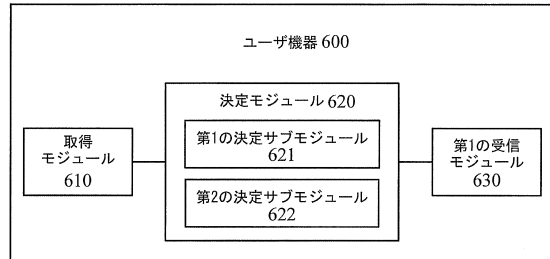 ユーザ機器 600
決定モジュール 620
取得
モジュール
610
第1の決定サブモジュール
621
第2の決定サブモジュール
622
第1の受信
モジュール
630